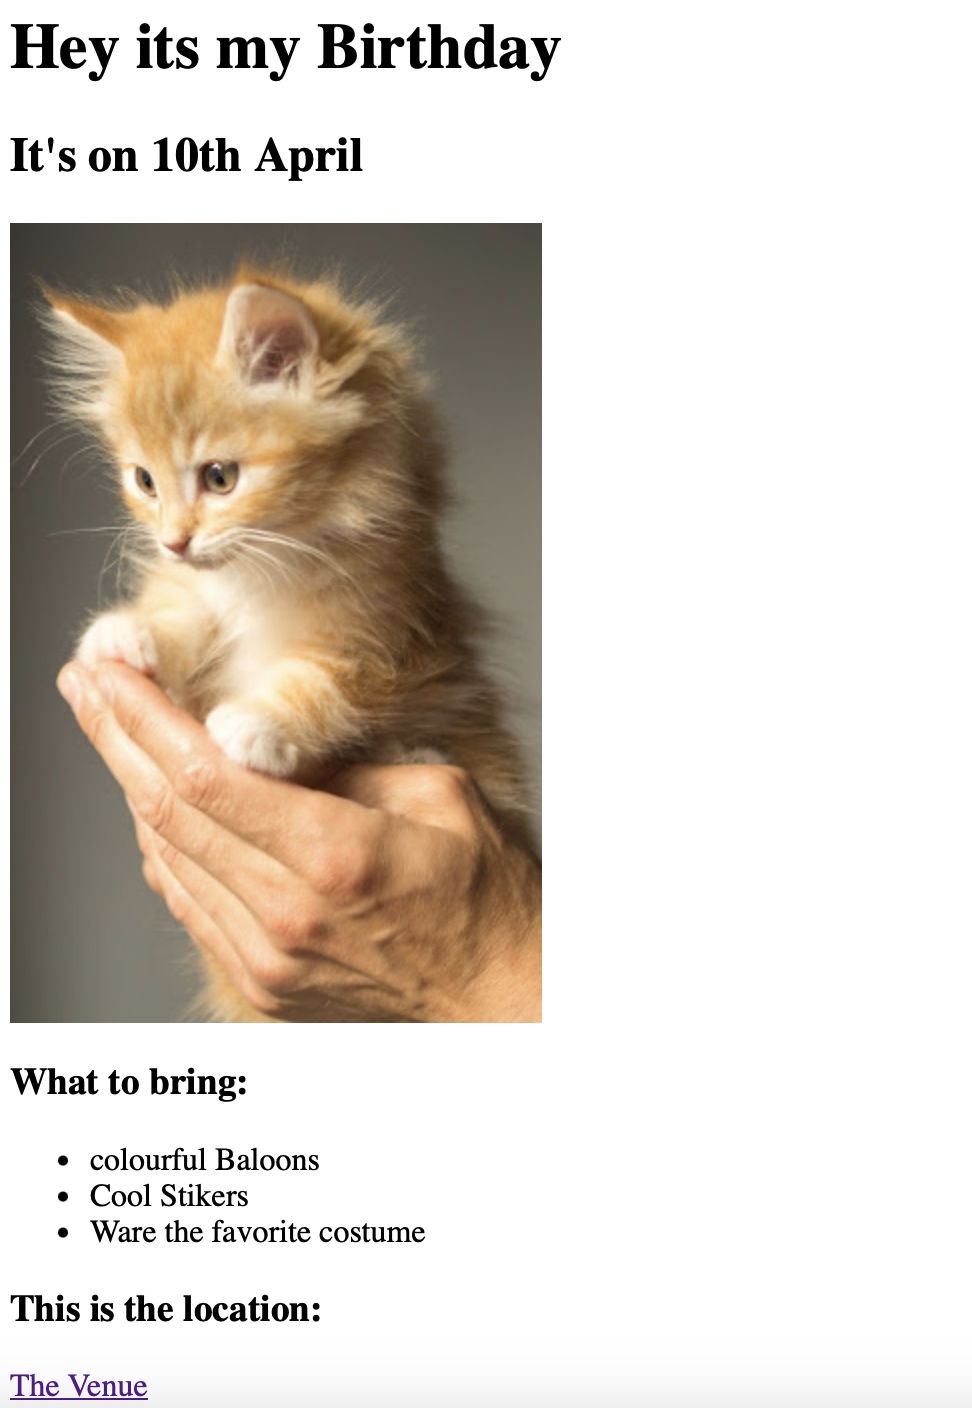 Hey its my Birthday
It's on 10th April
What to bring:
colourful Baloons
Cool Stikers
Ware the favorite costume
This is the location:
The Venue